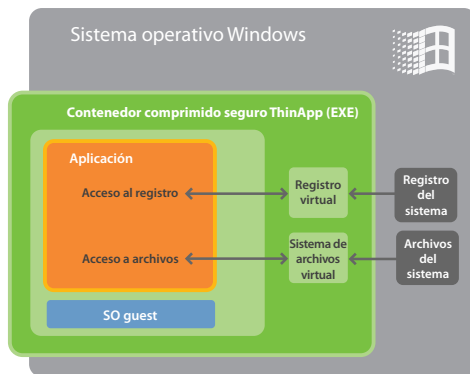 Sistema operativo Windows
Contenedor comprimido seguro ThinApp (EXE)
Aplicación
Acceso al registro
Registro
virtual
Registro
del
sistema
Acceso a archivos
Sistema de
archivos
virtual
Archivos
del
sistema
SO guest